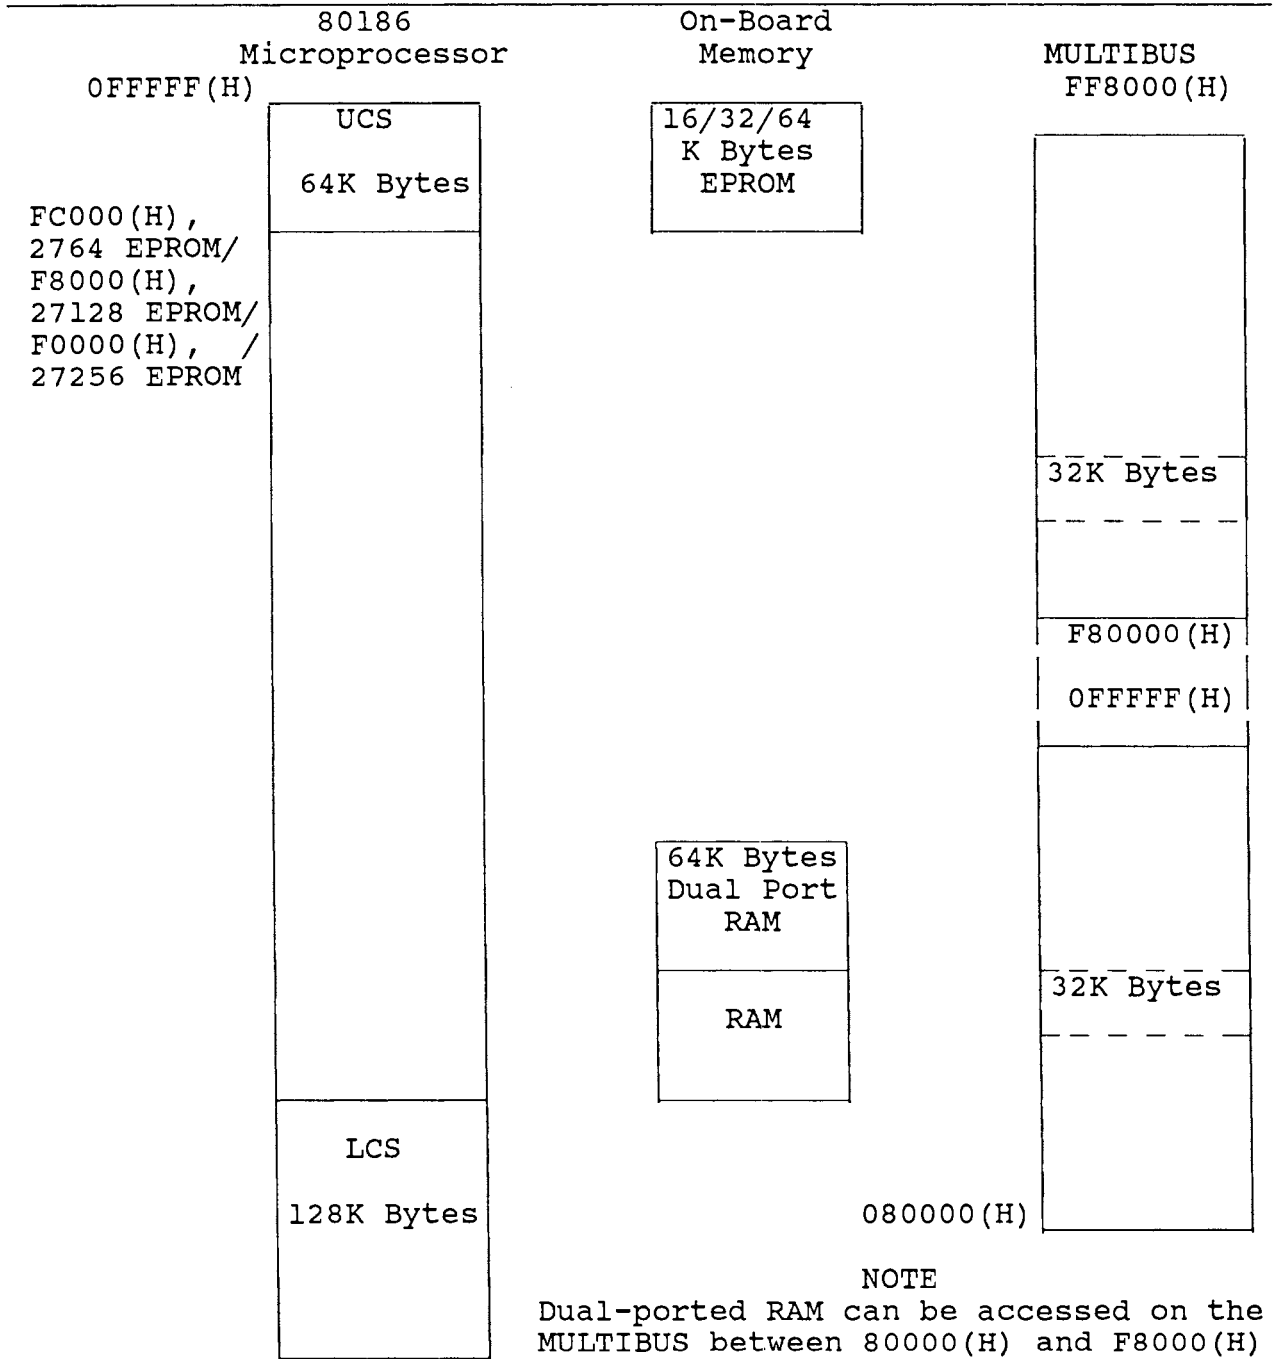 80186
Microprocessor
On-Board
Memory
MULTIBUS
0FFFFF(H)
FF8000(H)
UCS
64K Bytes
16/32/64
K Bytes
EPROM
FC000(H),
2764 EPROM/
F8000(H),
27128 EPROM/
F0000(H), /
27256 EPROM
32K Bytes
F80000(H)
0FFFFF(H)
64K Bytes
Dual Port
RAM
RAM
32K Bytes
LCS
128K Bytes
080000(H)
NOTE
Dual-ported RAM can be accessed on the
MULTIBUS between 80000(H) and F8000(H)